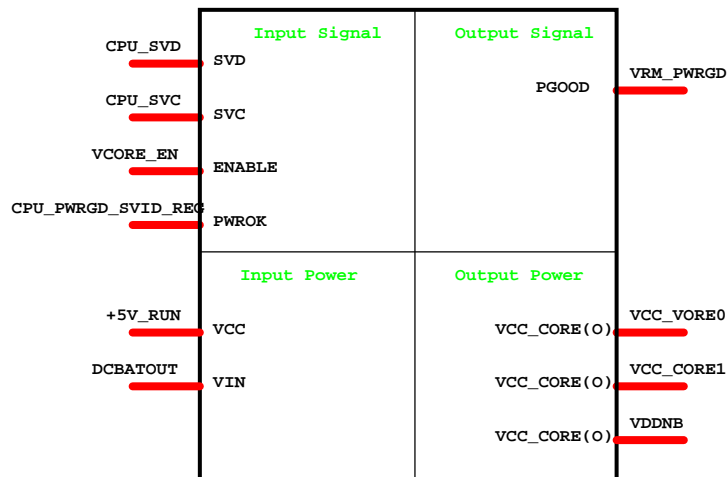 Input Signal
Output Signal
CPU_SVD
SVD
VRM_PWRGD
PGOOD
CPU_SVC
SVC
VCORE_EN
ENABLE
CPU_PWRGD_SVID_REG
PWROK
Input Power
Output Power
+5V_RUN
VCC
VCC_CORE(O)
VCC_VORE0
DCBATOUT
VIN
VCC_CORE(O)
VCC_CORE1
VCC_CORE(O)
VDDNB